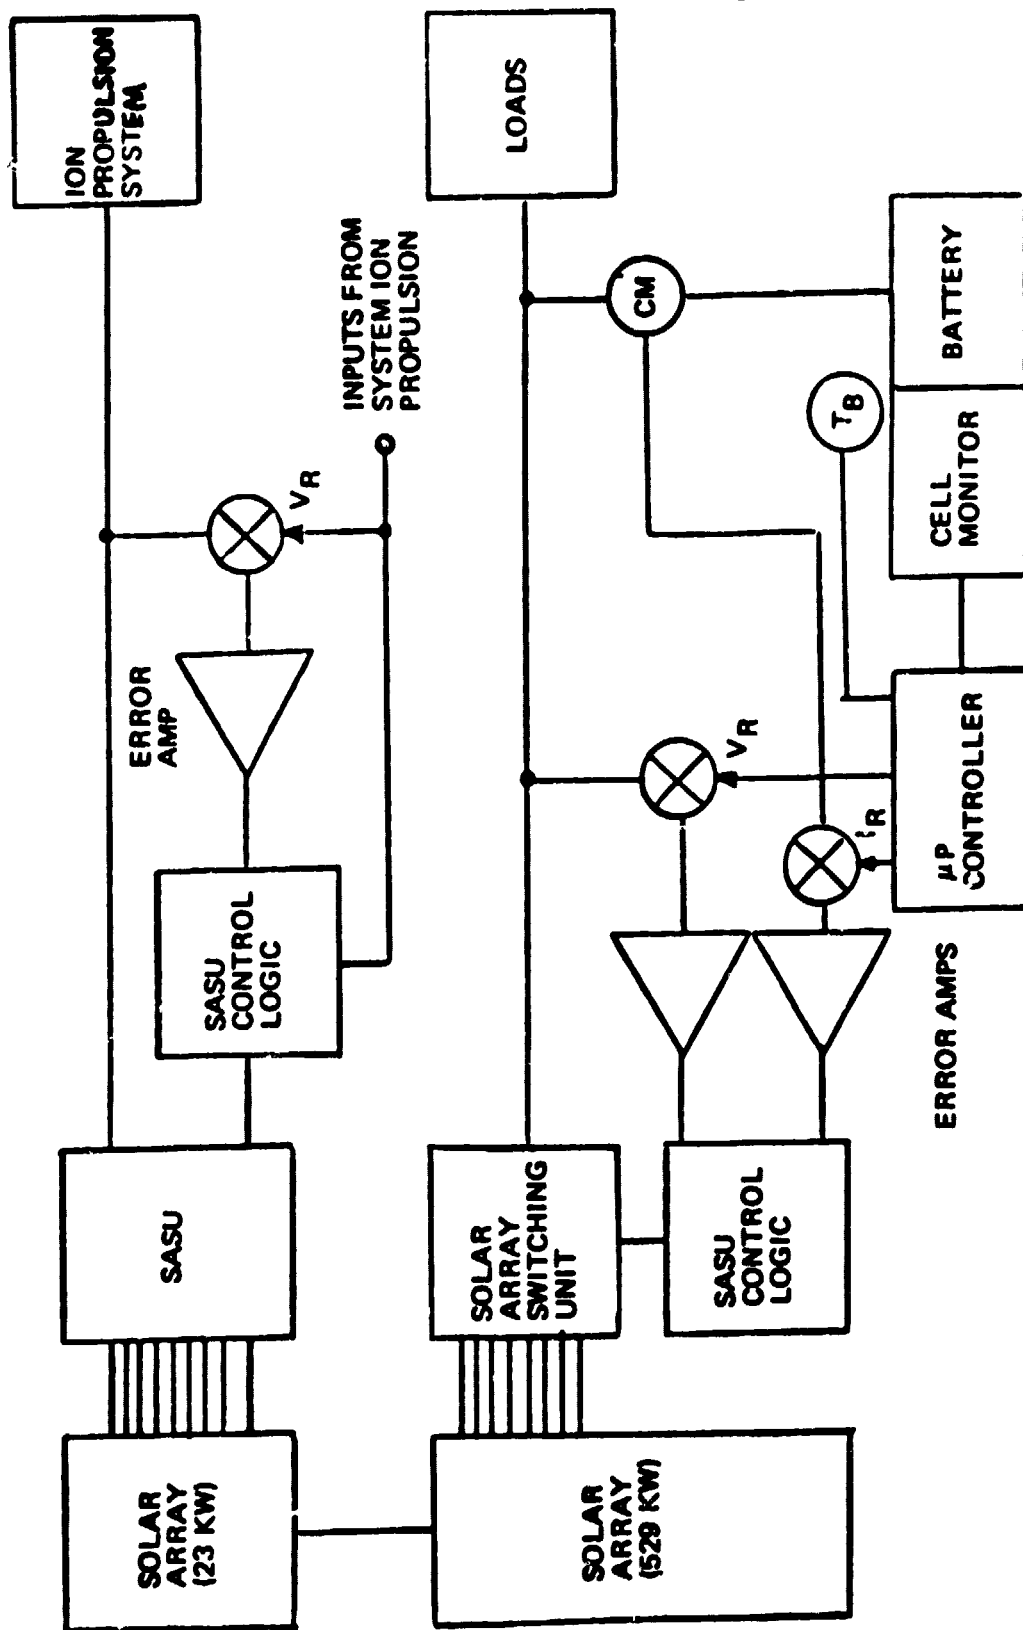 SOLAR
ARRAY
(23 KW)
SASU
SASU
CONTROL
LOGIC
ERROR
AMP
VR
INPUTS FROM
SYSTEM ION
PROPULSION
ION
PROPULSION
SYSTEM
SOLAR
ARRAY
(529 KW)
SOLAR
ARRAY
SWITCHING
UNIT
SASU
CONTROL
LOGIC
ERROR AMPS
VR
IR
µP
CONTROLLER
CM
TB
CELL
MONITOR
BATTERY
LOADS